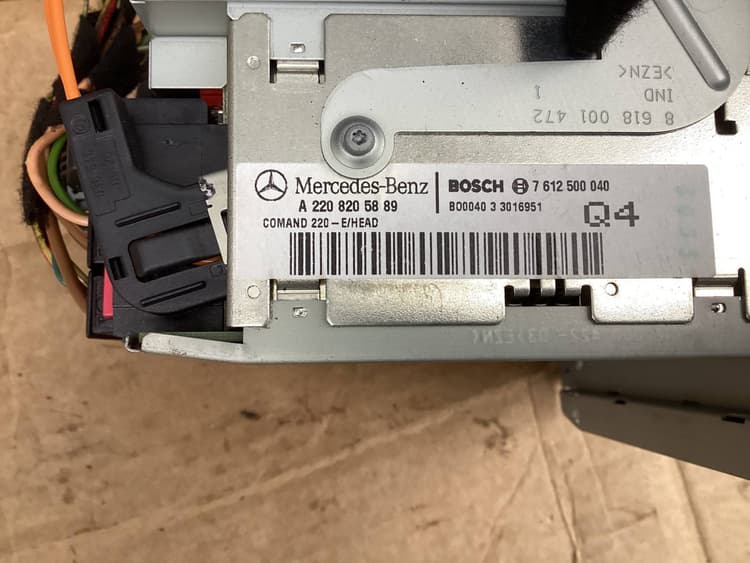 >EZN<
IND 1
8 618 001 472
Mercedes-Benz
A 220 820 58 89
COMAND 220-E/HEAD
BOSCH 7 612 500 040
BO0040 3 3016951
Q4